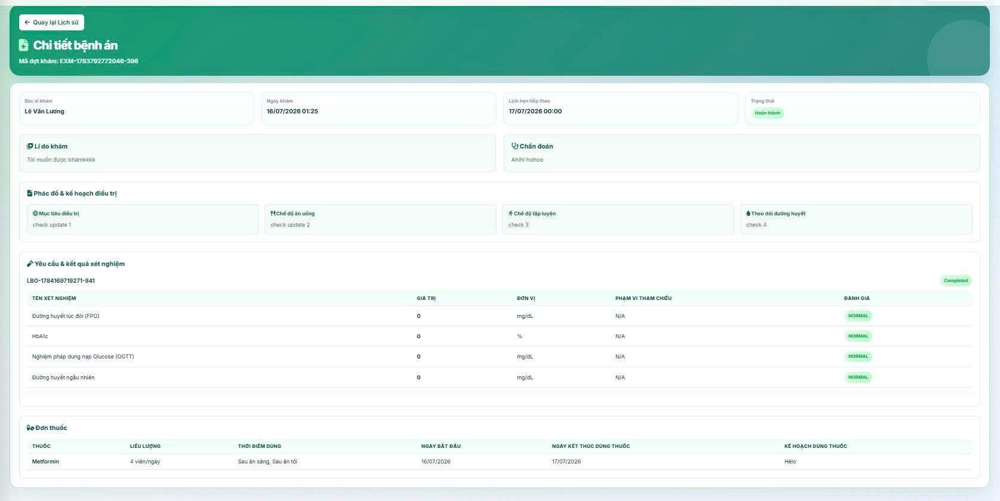 Quay lại Lịch sử
Chi tiết bệnh án
Mã đợt khám: EXM-1783792772046-396
Bác sĩ khám
Lê Văn Lương
Ngày khám
16/07/2026 01:25
Lịch hẹn tiếp theo
17/07/2026 00:00
Trạng thái
Hoàn thành
Lí do khám
Tôi muốn được khámkkkk
Chẩn đoán
Ahihi hohoo
Phác đồ & kế hoạch điều trị
Mục tiêu điều trị
check update 1
Chế độ ăn uống
check update 2
Chế độ tập luyện
check 3
Theo dõi đường huyết
check 4
Yêu cầu & kết quả xét nghiệm
LBO-1784169719271-841 Completed
TÊN XÉT NGHIỆM GIÁ TRỊ ĐƠN VỊ PHẠM VI THAM CHIẾU ĐÁNH GIÁ
Đường huyết lúc đói (FPG) 0 mg/dL N/A NORMAL
HbA1c 0 % N/A NORMAL
Nghiệm pháp dung nạp Glucose (OGTT) 0 mg/dL N/A NORMAL
Đường huyết ngẫu nhiên 0 mg/dL N/A NORMAL
Đơn thuốc
THUỐC LIỀU LƯỢNG THỜI ĐIỂM DÙNG NGÀY BẮT ĐẦU NGÀY KẾT THÚC DÙNG THUỐC KẾ HOẠCH DÙNG THUỐC
Metformin 4 viên/ngày Sau ăn sáng, Sau ăn tối 16/07/2026 17/07/2026 Hêlo